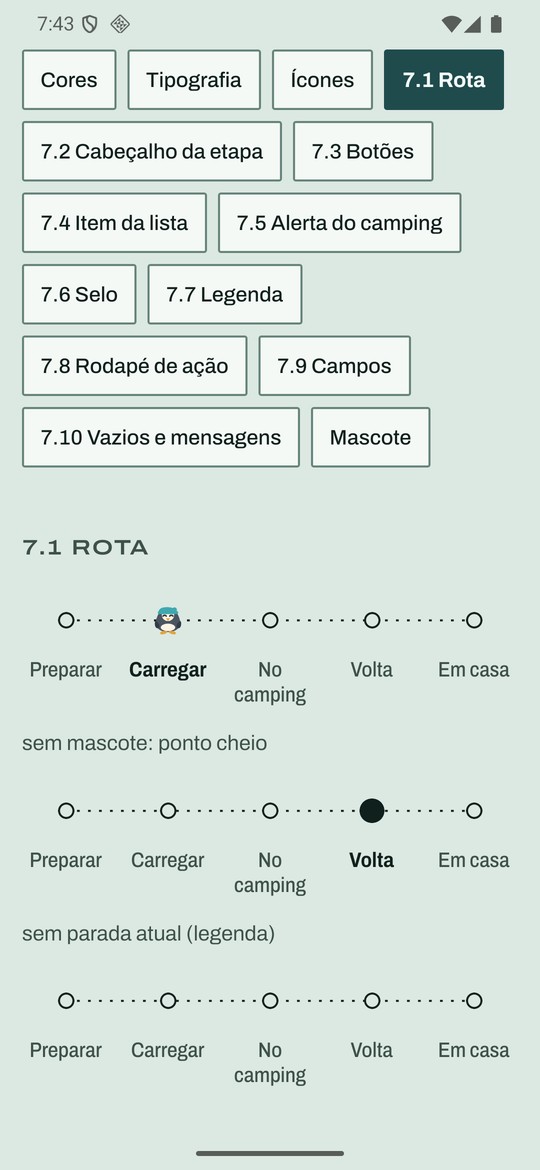 7:43
Cores
Tipografia
Ícones
7.1 Rota
7.2 Cabeçalho da etapa
7.3 Botões
7.4 Item da lista
7.5 Alerta do camping
7.6 Selo
7.7 Legenda
7.8 Rodapé de ação
7.9 Campos
7.10 Vazios e mensagens
Mascote
7.1 ROTA
Preparar
Carregar
No
camping
Volta
Em casa
sem mascote: ponto cheio
Preparar
Carregar
No
camping
Volta
Em casa
sem parada atual (legenda)
Preparar
Carregar
No
camping
Volta
Em casa